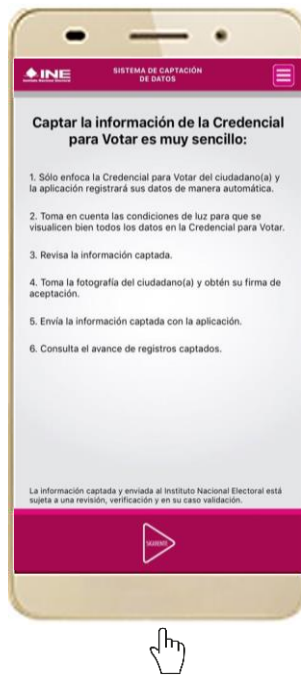 INE
Instituto Nacional Electoral
SISTEMA DE CAPTACIÓN
DE DATOS
Captar la información de la Credencial
para Votar es muy sencillo:
1. Sólo enfoca la Credencial para Votar del ciudadano(a) y
la aplicación registrará sus datos de manera automática.
2. Toma en cuenta las condiciones de luz para que se
visualicen bien todos los datos en la Credencial para Votar.
3. Revisa la información captada.
4. Toma la fotografía del ciudadano(a) y obtén su firma de
aceptación.
5. Envía la información captada con la aplicación.
6. Consulta el avance de registros captados.
La información captada y enviada al Instituto Nacional Electoral está
sujeta a una revisión, verificación y en su caso validación.
SIGUIENTE